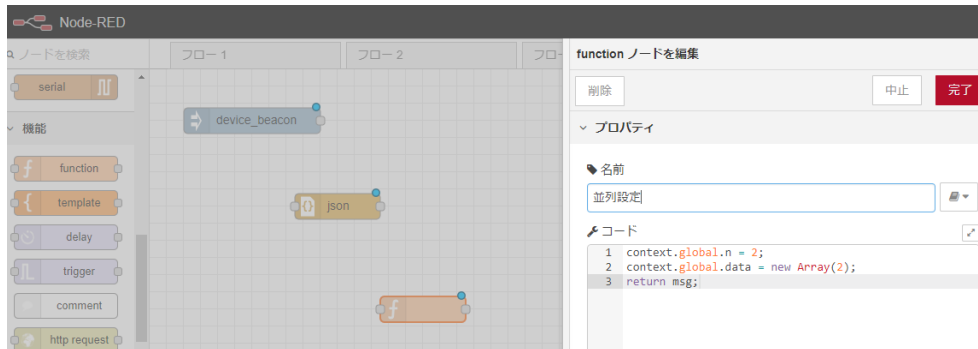 Node-RED
ノードを検索
フロー 1
フロー 2
フロー
function ノードを編集
削除
中止
完了
プロパティ
名前
並列設定
コード
1 context.global.n = 2;
2 context.global.data = new Array(2);
3 return msg;
serial
機能
function
template
delay
trigger
comment
http request
device_beacon
json